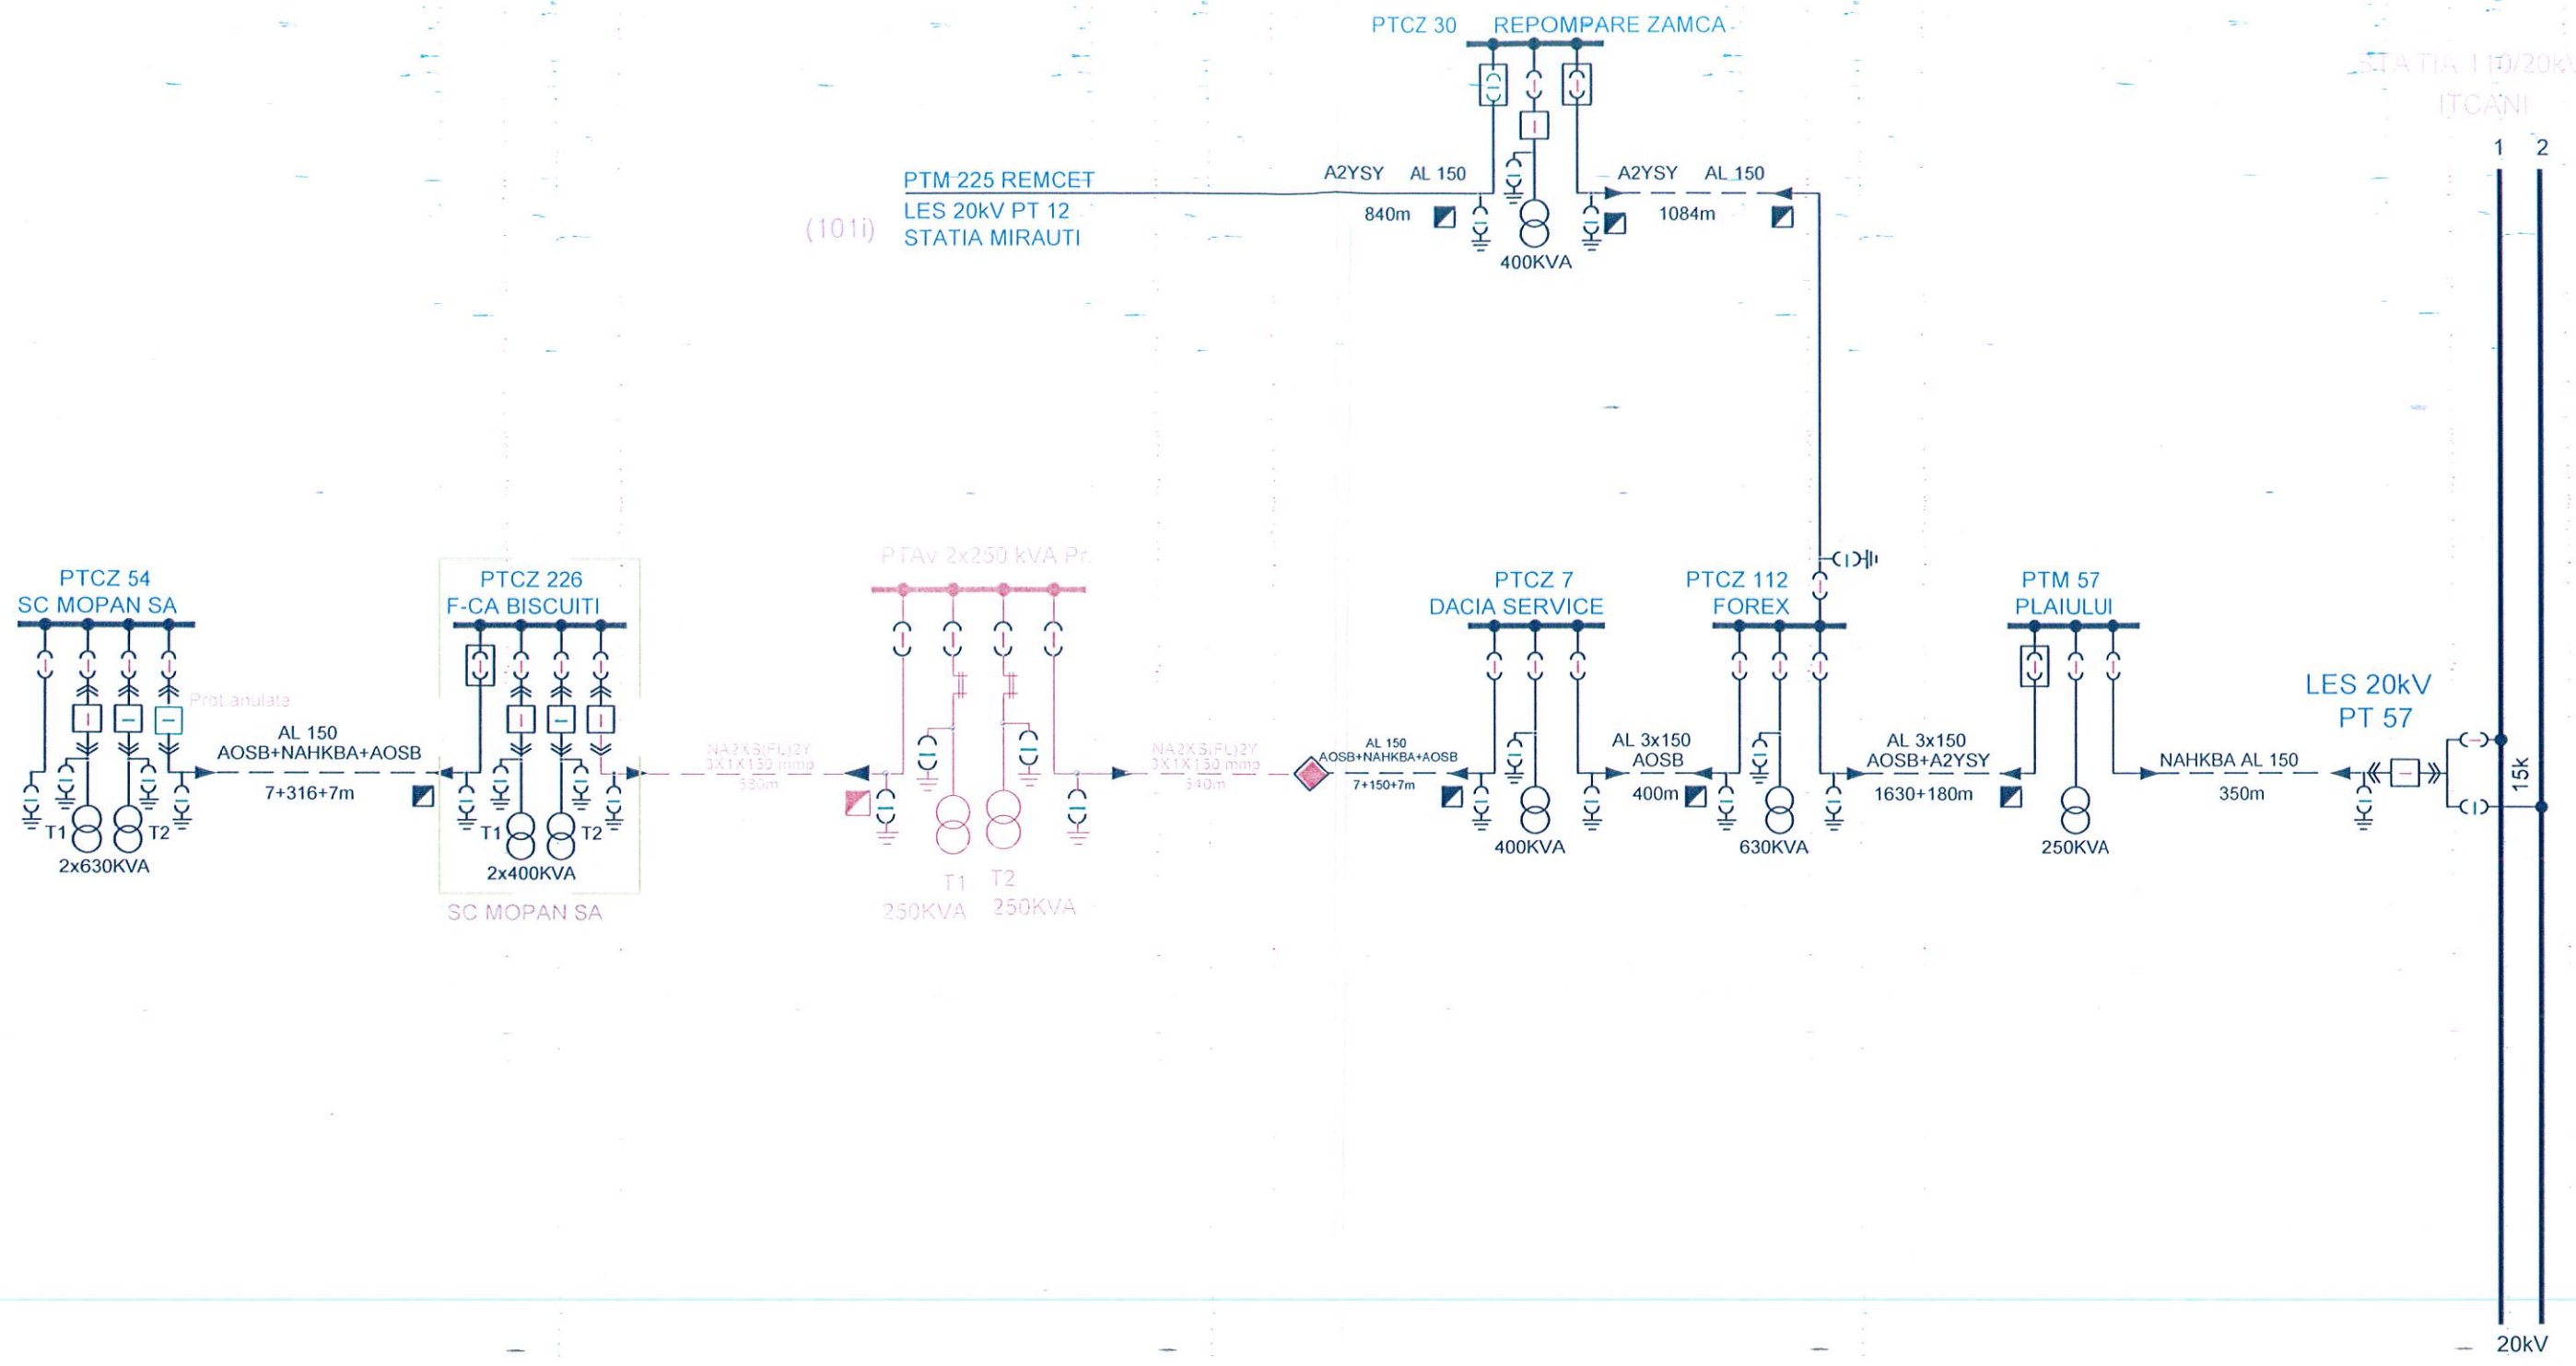 PTCZ 30 REPOMPARE ZAMCA
STATIA 110/20kV
ITCANI
1 2
A2YSY AL 150
840m
A2YSY AL 150
1084m
400KVA
PTM 225 REMCET
LES 20kV PT 12
STATIA MIRAUTI
(101i)
PTCZ 54
SC MOPAN SA
Prot.anulate
T1 T2
2x630KVA
AL 150
AOSB+NAHKBA+AOSB
7+316+7m
PTCZ 226
F-CA BISCUITI
T1 T2
2x400KVA
SC MOPAN SA
NA2XS(FL)2Y
3X1X150 mmp
PTAv 2x250 kVA Pr.
T1 T2
250KVA 250KVA
NA2XS(FL)2Y
3X1X150 mmp
340m
AL 150
AOSB+NAHKBA+AOSB
7+150+7m
PTCZ 7
DACIA SERVICE
400KVA
AL 3x150
AOSB
400m
PTCZ 112
FOREX
630KVA
AL 3x150
AOSB+A2YSY
1630+180m
PTM 57
PLAIULUI
250KVA
NAHKBA AL 150
350m
LES 20kV
PT 57
15k
20kV